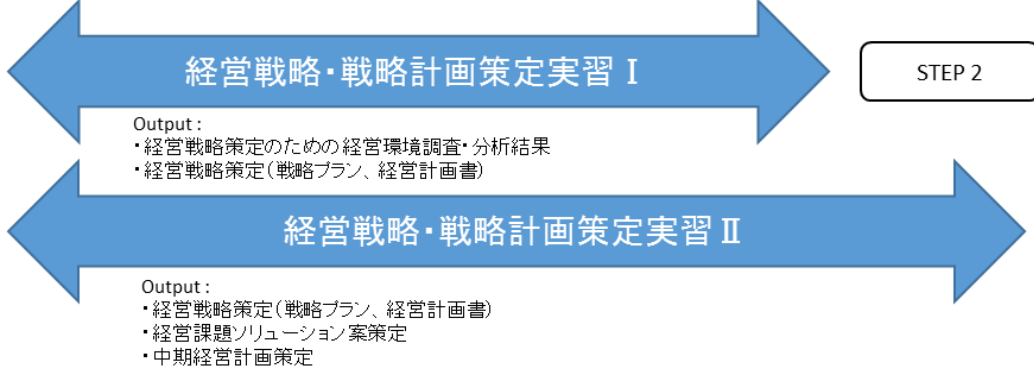 経営戦略・戦略計画策定実習 Ⅰ
STEP 2
Output :
・経営戦略策定のための経営環境調査・分析結果
・経営戦略策定（戦略プラン、経営計画書）
経営戦略・戦略計画策定実習 Ⅱ
Output :
・経営戦略策定（戦略プラン、経営計画書）
・経営課題ソリューション案策定
・中期経営計画策定